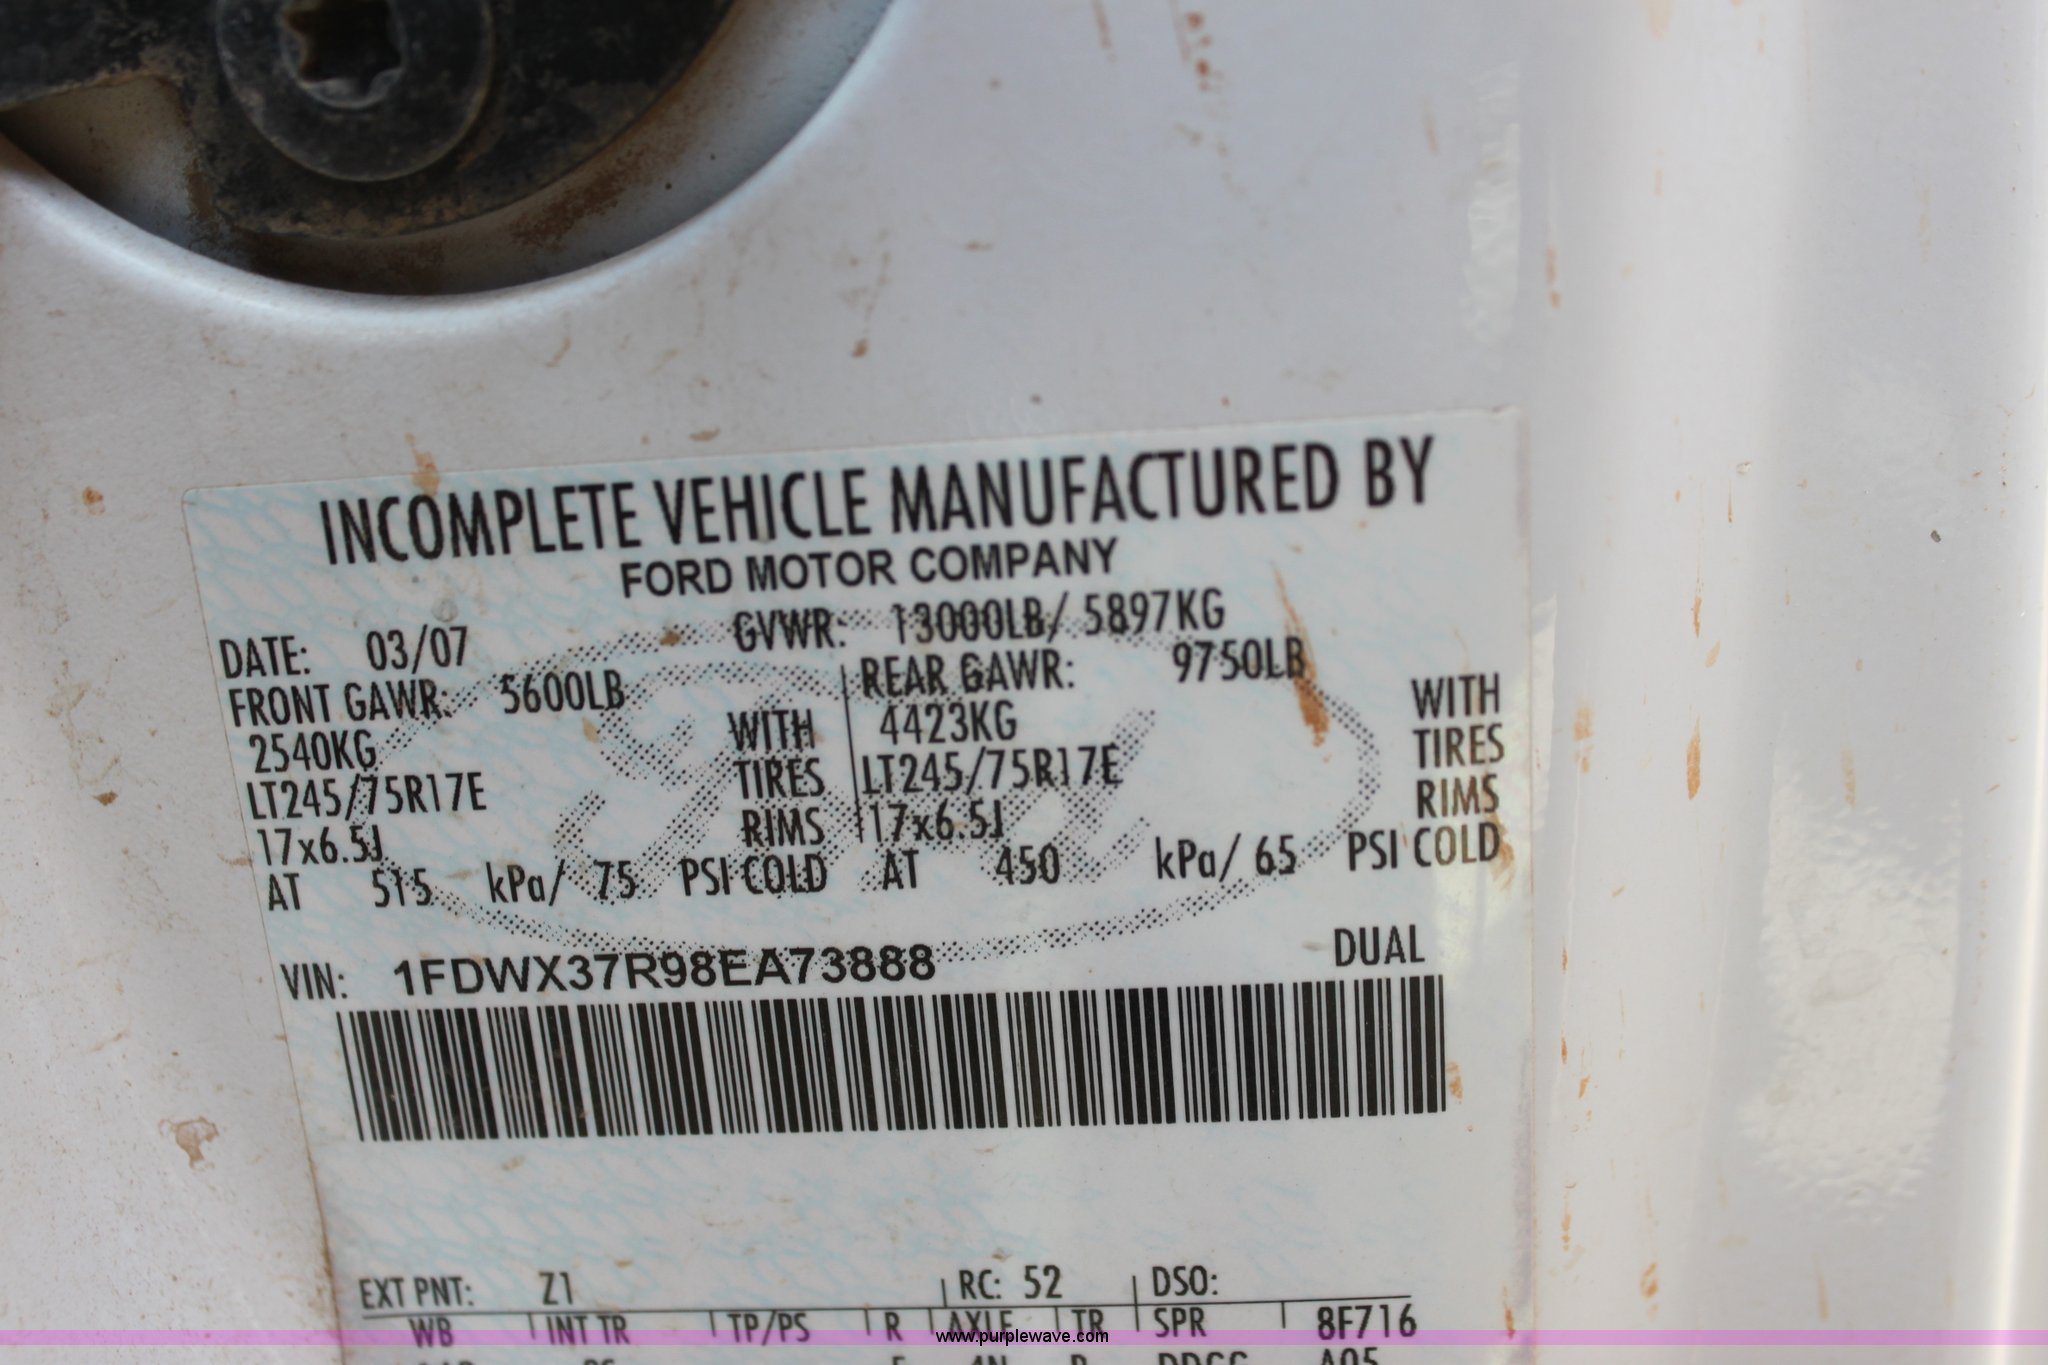 INCOMPLETE VEHICLE MANUFACTURED BY
FORD MOTOR COMPANY
DATE: 03/07 GVWR: 13000LB/ 5897KG
FRONT GAWR: 5600LB REAR GAWR: 9750LB
2540KG WITH 4423KG WITH
LT245/75R17E TIRES LT245/75R17E TIRES
17x6.5J RIMS 17x6.5J RIMS
AT 515 kPa/ 75 PSI COLD AT 450 kPa/ 65 PSI COLD
VIN: 1FDWX37R98EA73888 DUAL
EXT PNT: Z1 RC: 52 DSO:
WB INT TR TP/PS R AXLE TR SPR 8F716
www.purplewave.com